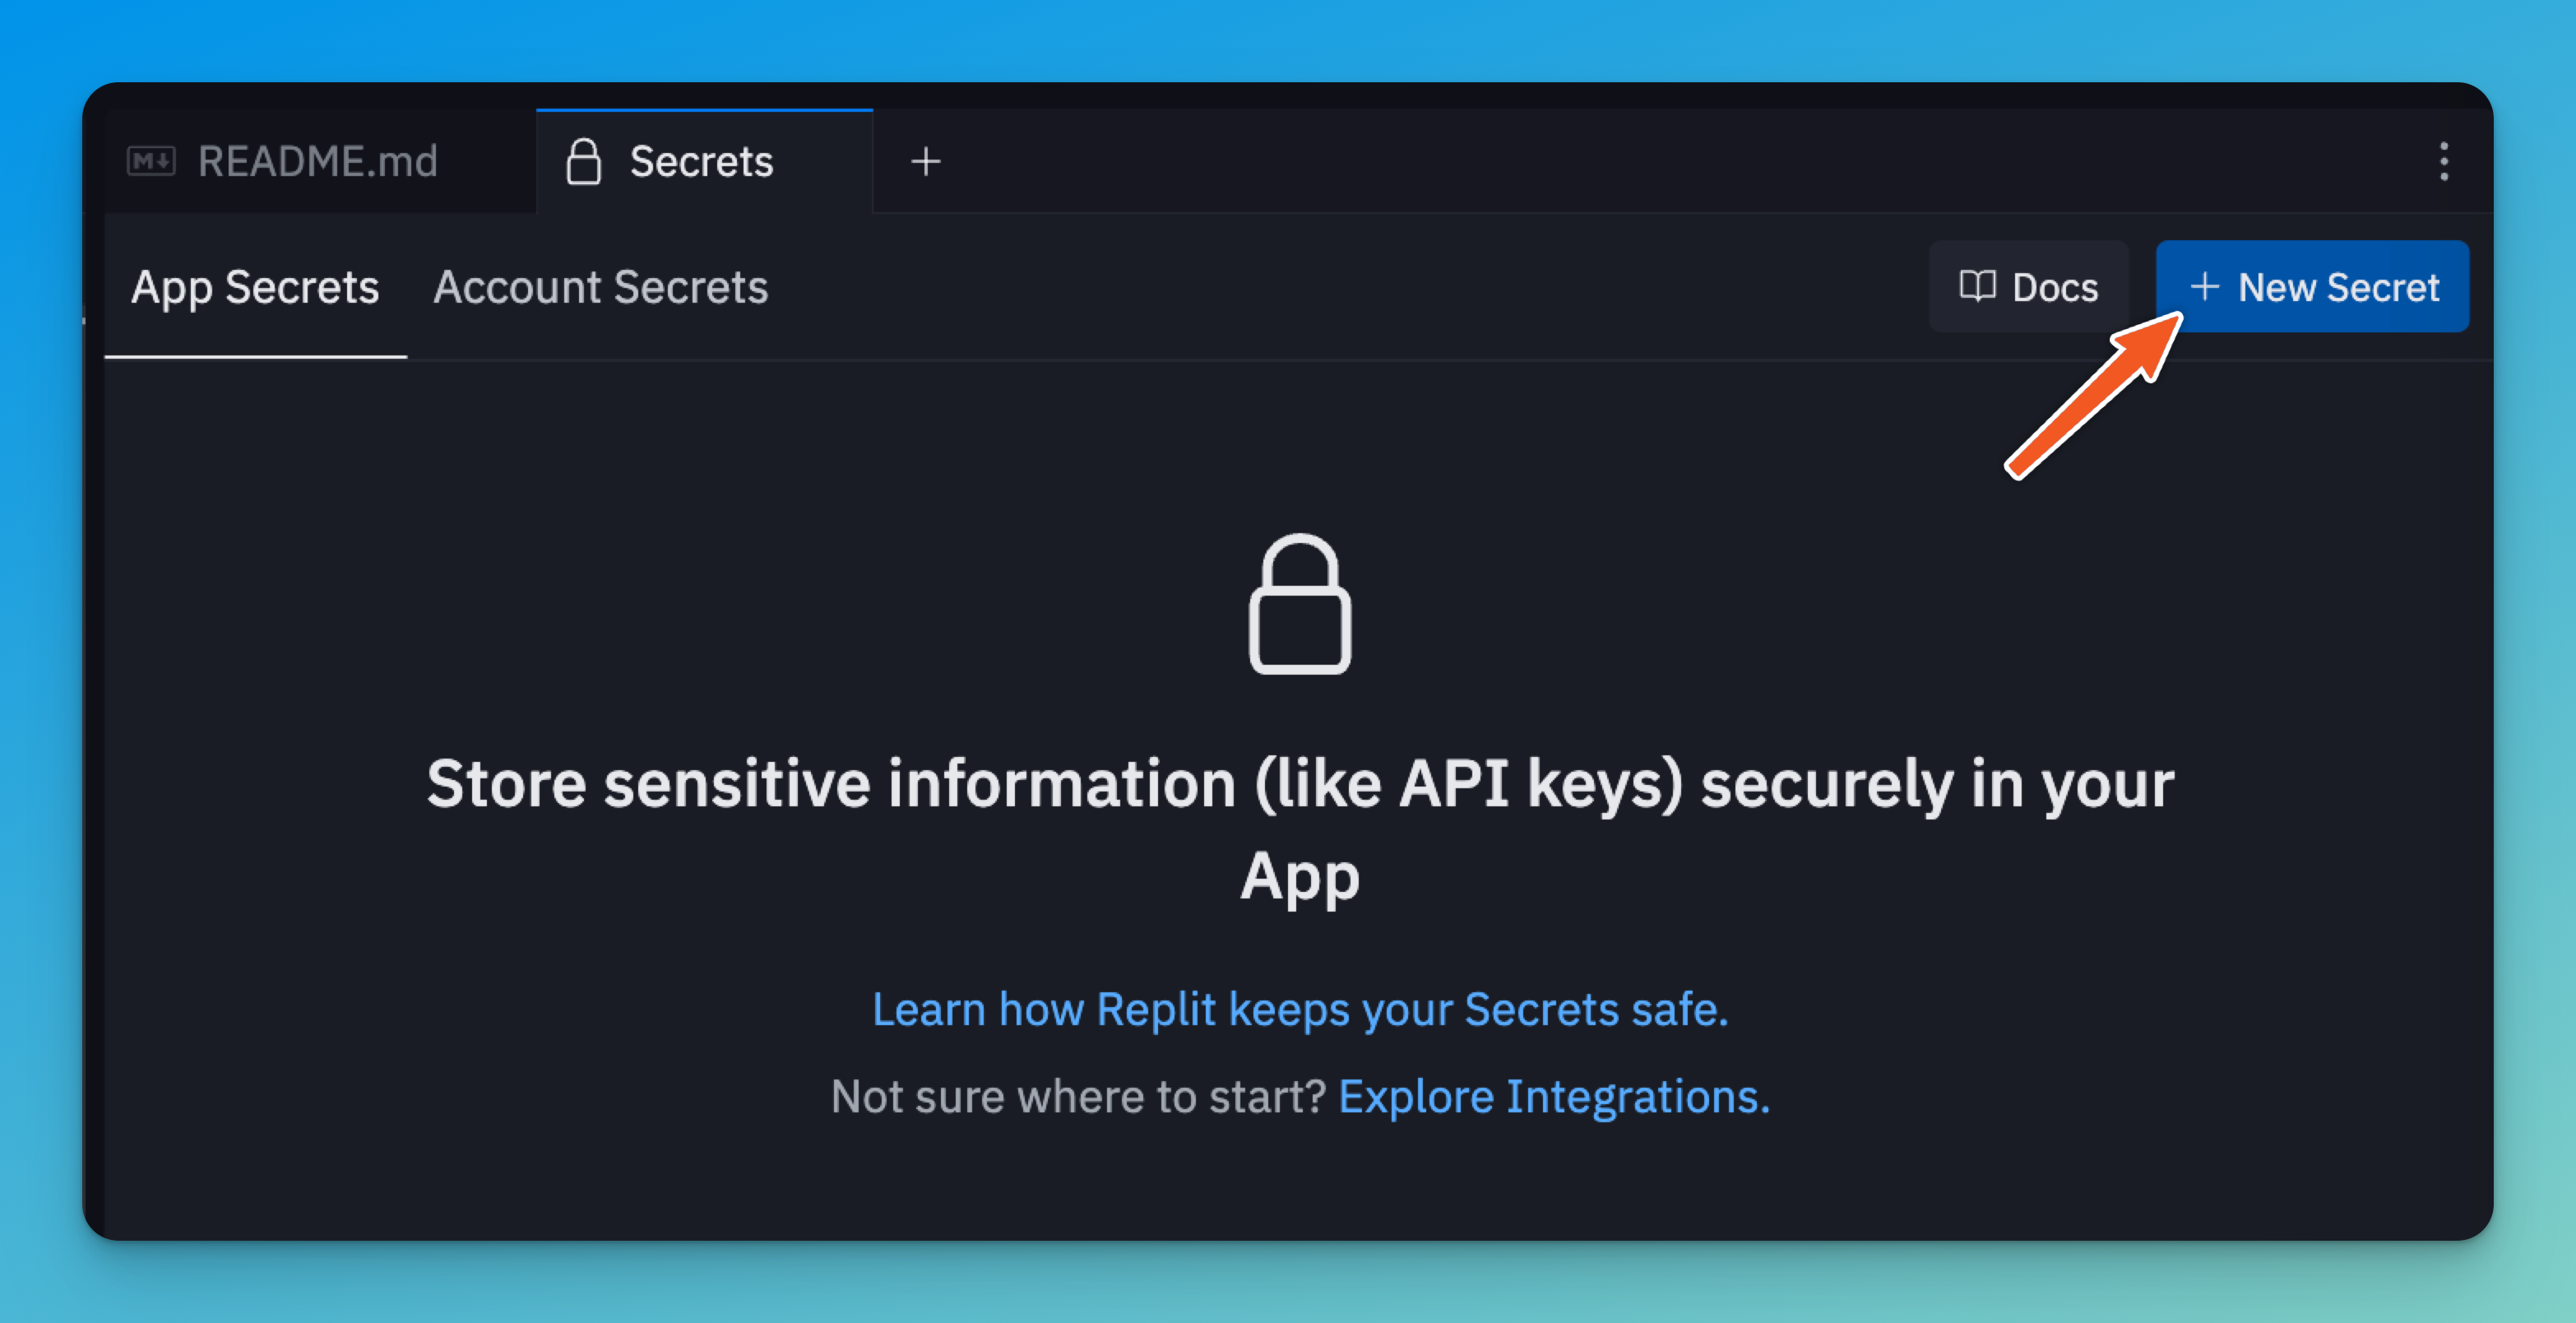 README.md
Secrets
App Secrets
Account Secrets
Docs
+ New Secret
Store sensitive information (like API keys) securely in your
App
Learn how Replit keeps your Secrets safe.
Not sure where to start? Explore Integrations.